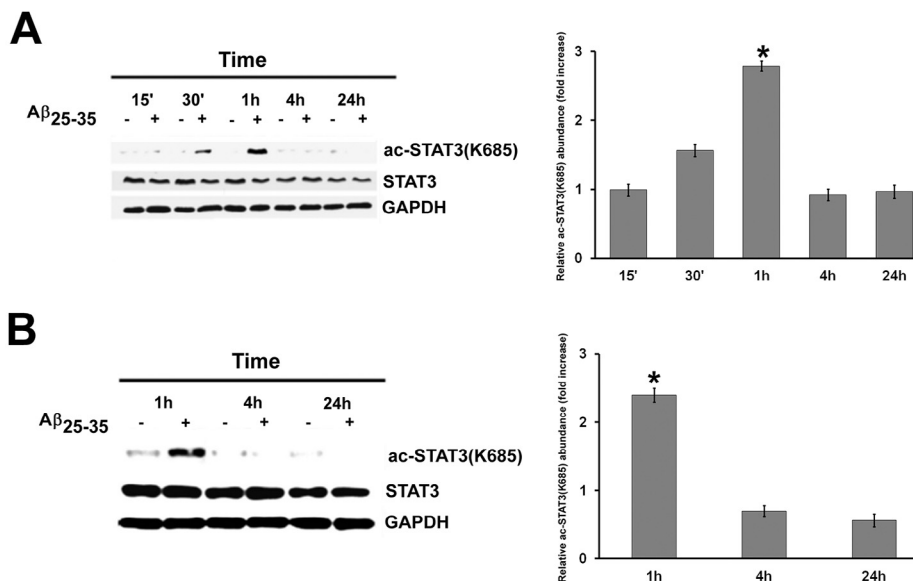 A
Time
15' 30' 1h 4h 24h
Aβ25-35 - + - + - + - + - +
ac-STAT3(K685)
STAT3
GAPDH
Relative ac-STAT3(K685) abundance (fold increase)
3
2
1
0
*
15' 30' 1h 4h 24h
B
Time
1h 4h 24h
Aβ25-35 - + - + - +
ac-STAT3(K685)
STAT3
GAPDH
Relative ac-STAT3(K685) abundance (fold increase)
3
2
1
0
*
1h 4h 24h